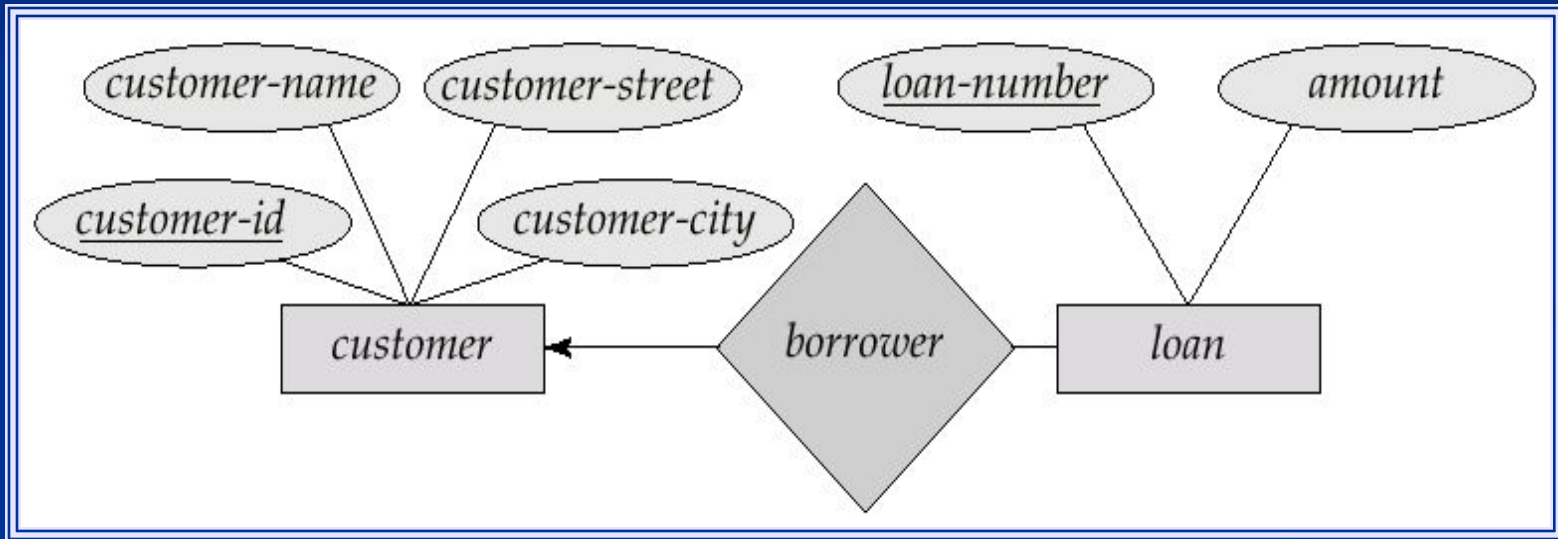 customer-name
customer-street
loan-number
amount
customer-id
customer-city
customer
borrower
loan